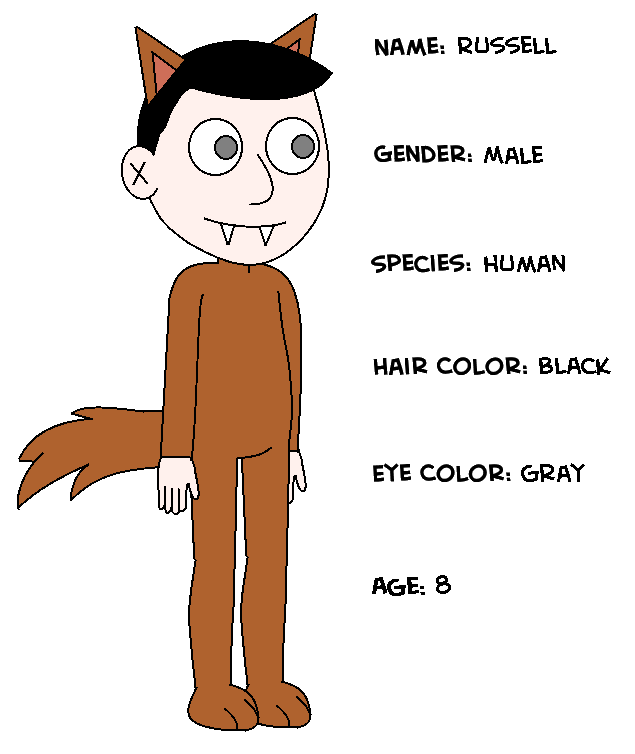 NAME: RUSSELL
GENDER: MALE
SPECIES: HUMAN
HAIR COLOR: BLACK
EYE COLOR: GRAY
AGE: 8